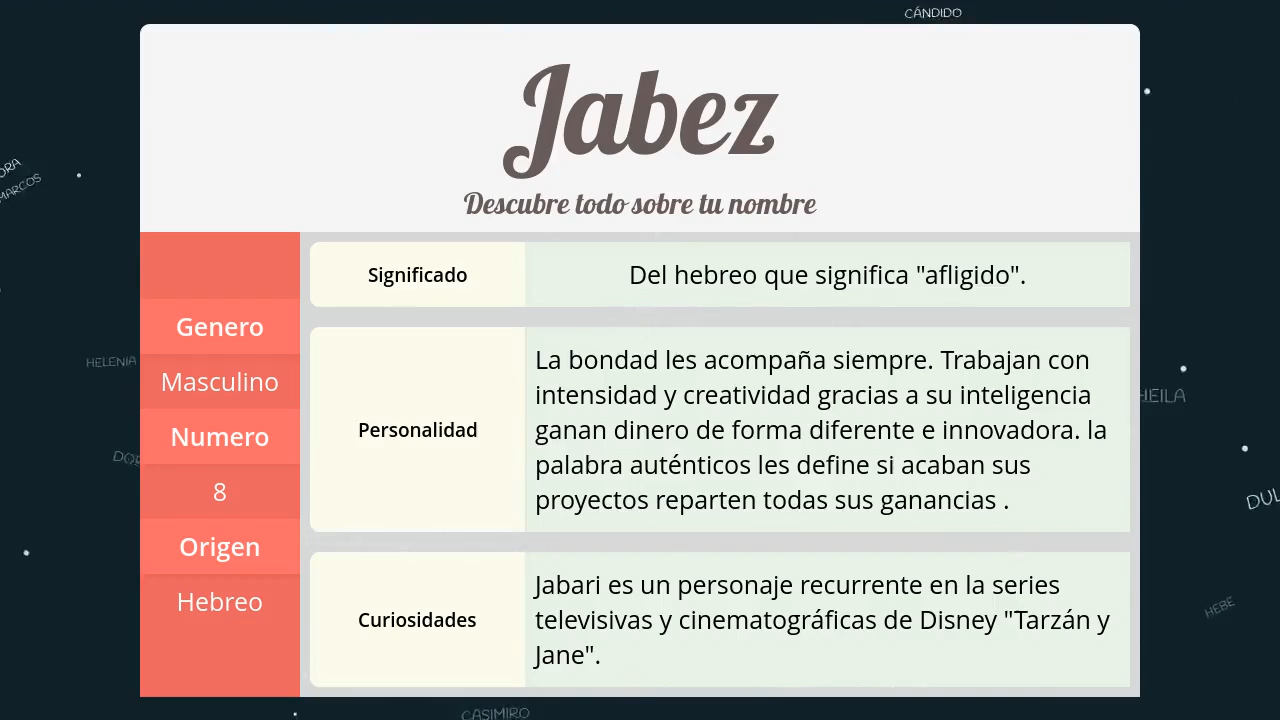 CÁNDIDO
Jabez
Descubre todo sobre tu nombre
MARCOS
Significado
Del hebreo que significa "afligido".
Genero
Masculino
Numero
8
Origen
Hebreo
HELENIA
Personalidad
La bondad les acompaña siempre. Trabajan con
intensidad y creatividad gracias a su inteligencia
ganan dinero de forma diferente e innovadora. la
palabra auténticos les define si acaban sus
proyectos reparten todas sus ganancias .
Curiosidades
Jabari es un personaje recurrente en la series
televisivas y cinematográficas de Disney "Tarzán y
Jane".
HEBE
CASIMIRO